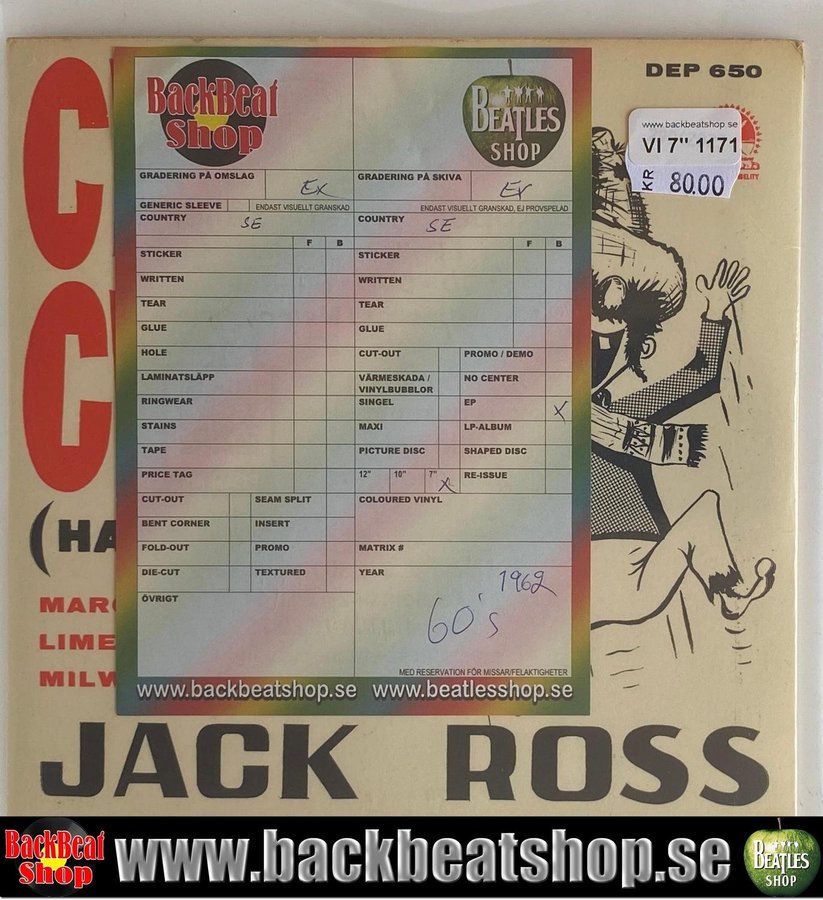 DEP 650
BackBeat
Shop
BEATLES
SHOP
www.backbeatshop.se
VI 7" 1171
KR 80.00
GRADERING PÅ OMSLAG Ex
GRADERING PÅ SKIVA Ex
GENERIC SLEEVE ENDAST VISUELLT GRANSKAD
ENDAST VISUELLT GRANSKAD, EJ PROVSPELAD
COUNTRY SE
COUNTRY SE
F B
F B
STICKER
STICKER
WRITTEN
WRITTEN
TEAR
TEAR
GLUE
GLUE
HOLE
CUT-OUT PROMO / DEMO
LAMINATSLÄPP
VÄRMESKADA / VINYLBUBBLOR NO CENTER
RINGWEAR
SINGEL EP X
STAINS
MAXI LP-ALBUM
TAPE
PICTURE DISC SHAPED DISC
PRICE TAG
12" 10" 7" X RE-ISSUE
CUT-OUT SEAM SPLIT
COLOURED VINYL
BENT CORNER INSERT
FOLD-OUT PROMO
MATRIX #
DIE-CUT TEXTURED
YEAR 1962
ÖVRIGT
60's
MED RESERVATION FÖR MISSAR/FELAKTIGHETER
www.backbeatshop.se www.beatlesshop.se
C
C
(HA
MAR
LIME
MILW
JACK ROSS
BackBeat
Shop
www.backbeatshop.se
BEATLES
SHOP